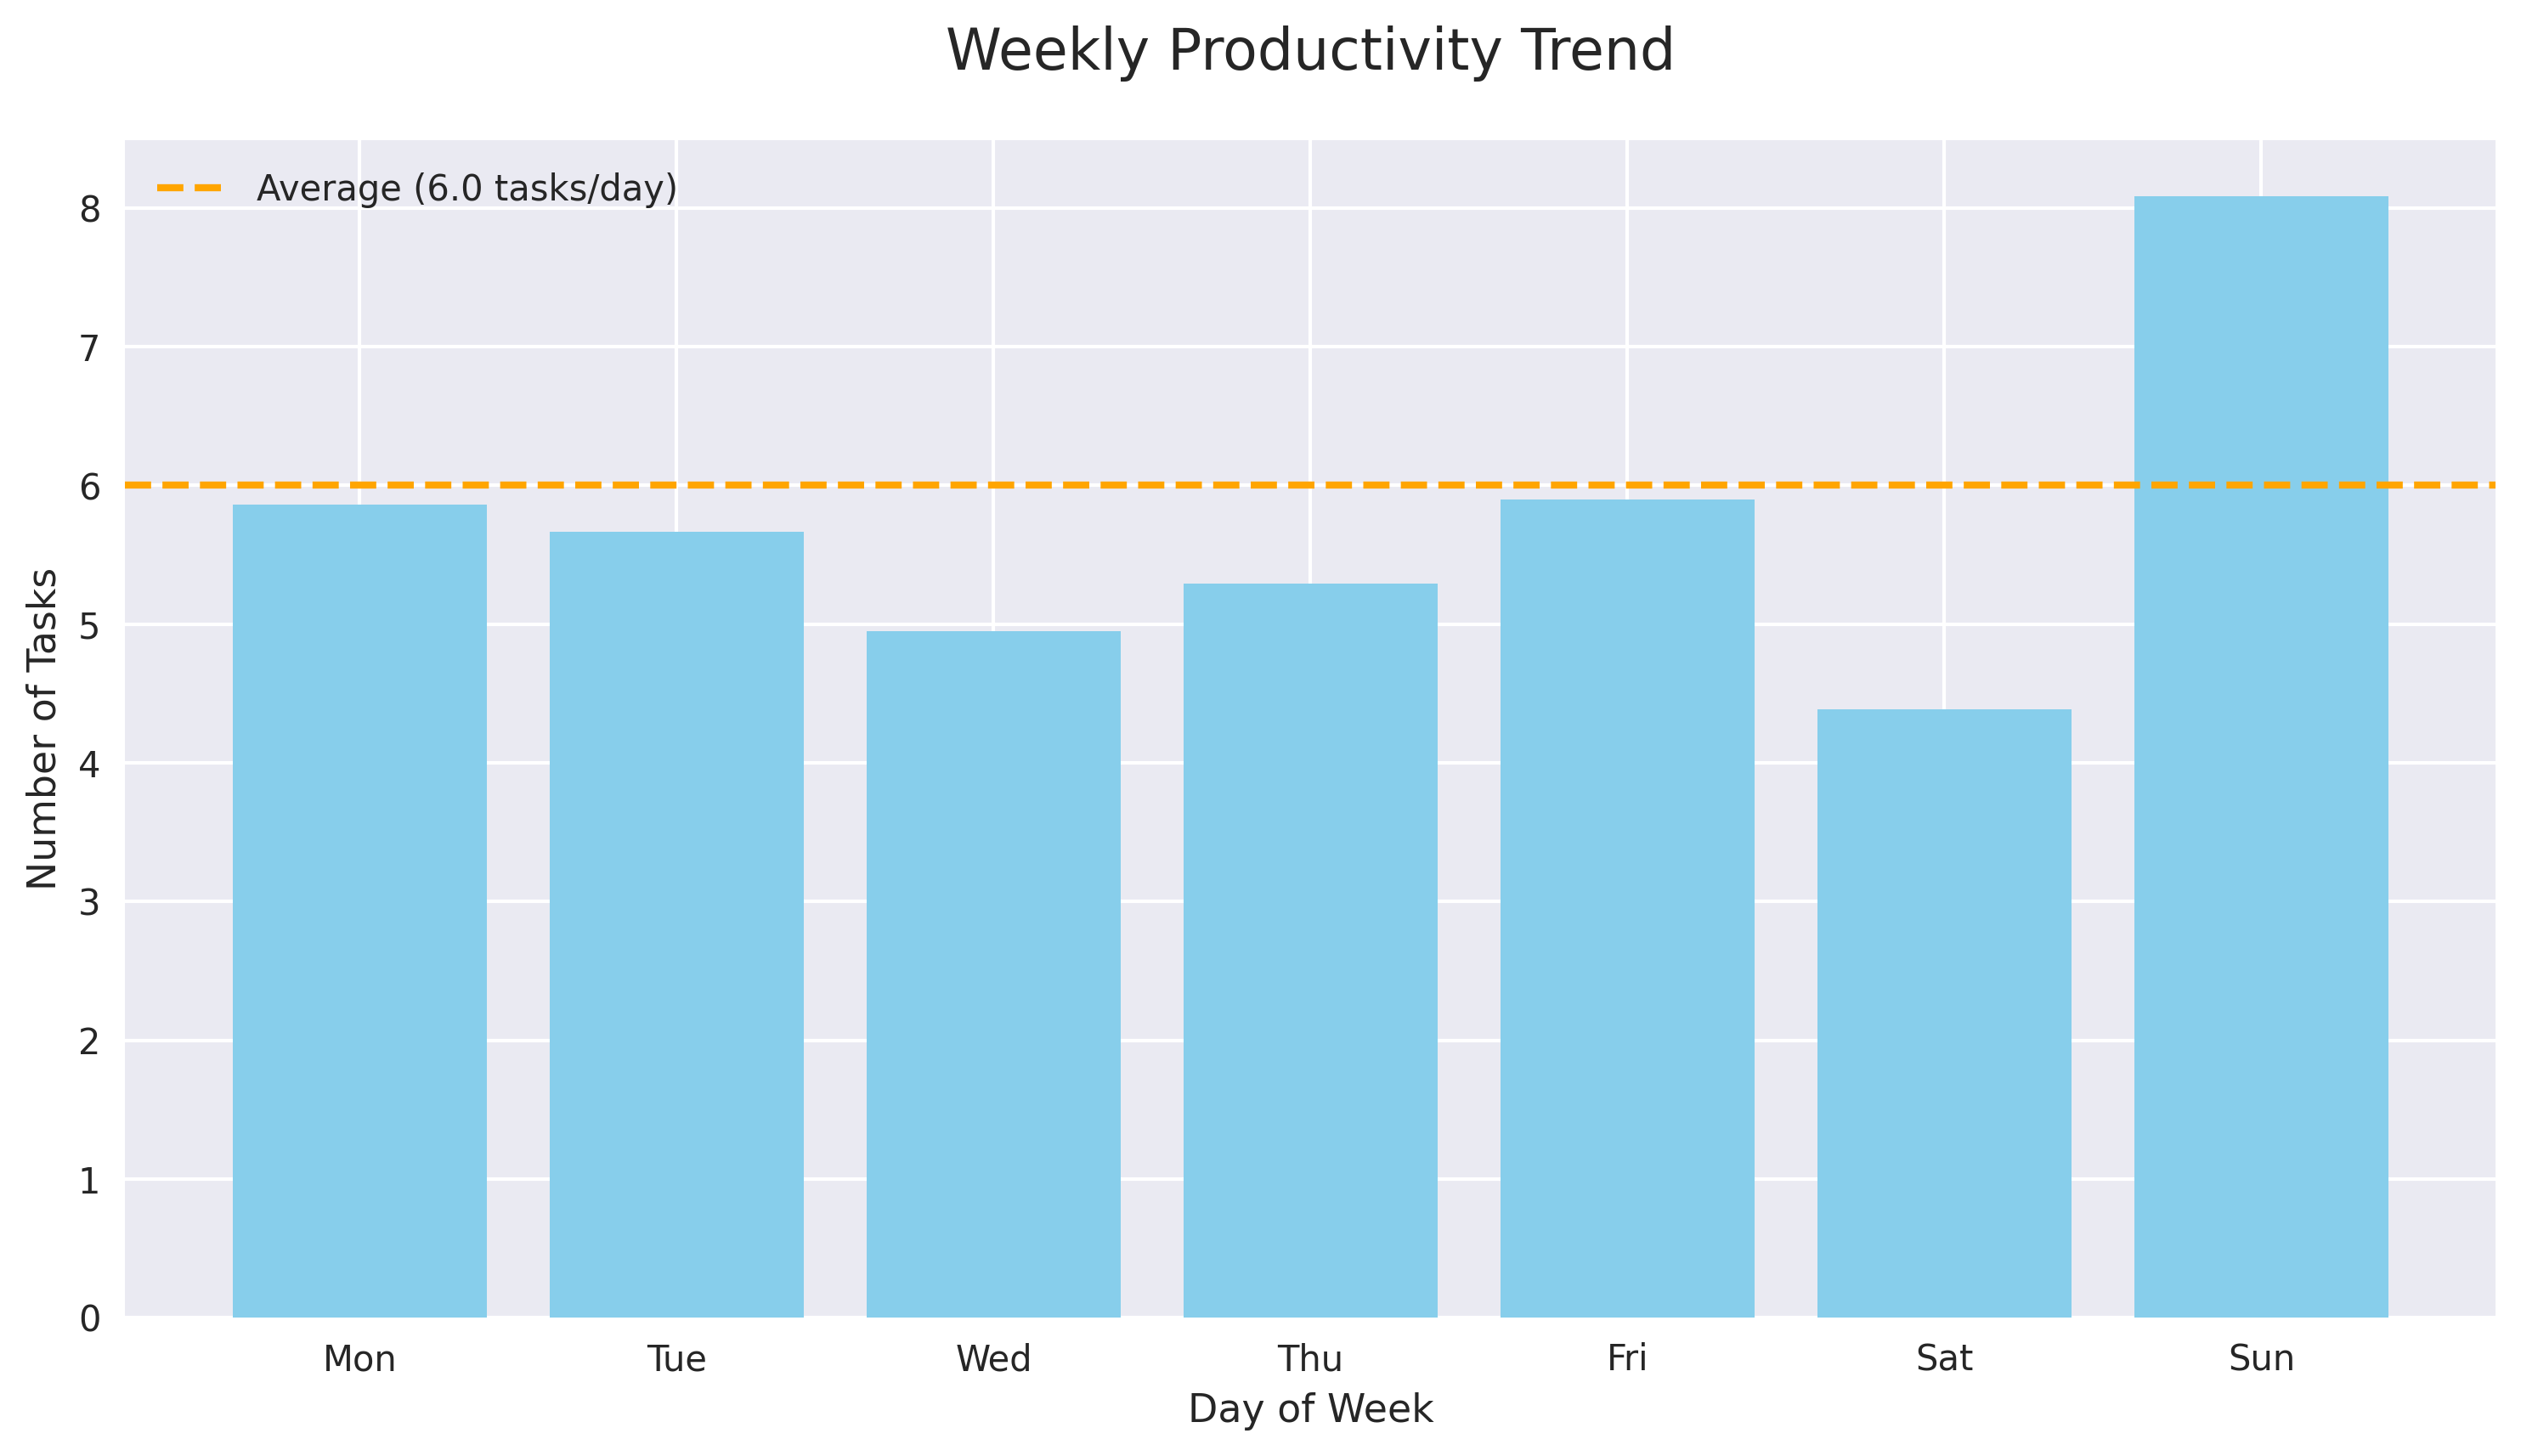 Weekly Productivity Trend
Average (6.0 tasks/day)
8
7
6
5
4
3
2
1
0
Number of Tasks
Mon Tue Wed Thu Fri Sat Sun
Day of Week